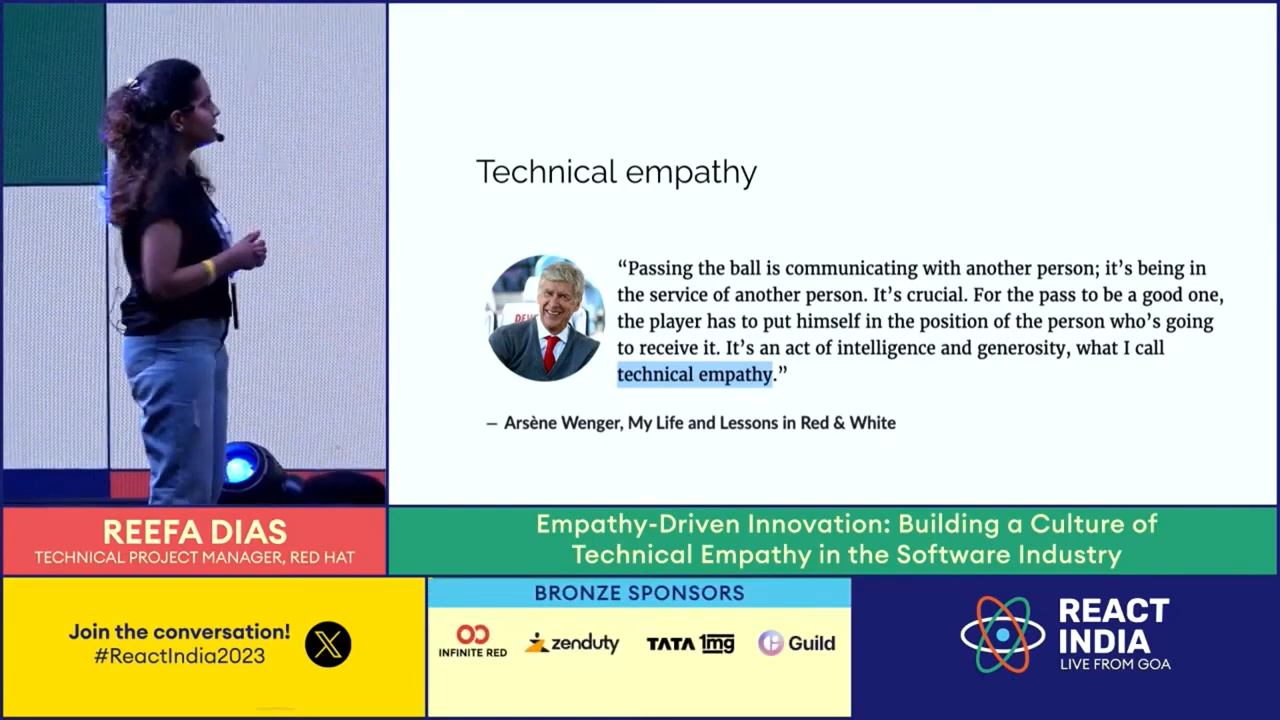 Technical empathy
“Passing the ball is communicating with another person; it’s being in
the service of another person. It’s crucial. For the pass to be a good one,
the player has to put himself in the position of the person who’s going
to receive it. It’s an act of intelligence and generosity, what I call
technical empathy.”
— Arsène Wenger, My Life and Lessons in Red & White
REEFA DIAS
TECHNICAL PROJECT MANAGER, RED HAT
Empathy-Driven Innovation: Building a Culture of
Technical Empathy in the Software Industry
Join the conversation!
#ReactIndia2023
BRONZE SPONSORS
INFINITE RED
zenduty
TATA 1mg
Guild
REACT
INDIA
LIVE FROM GOA